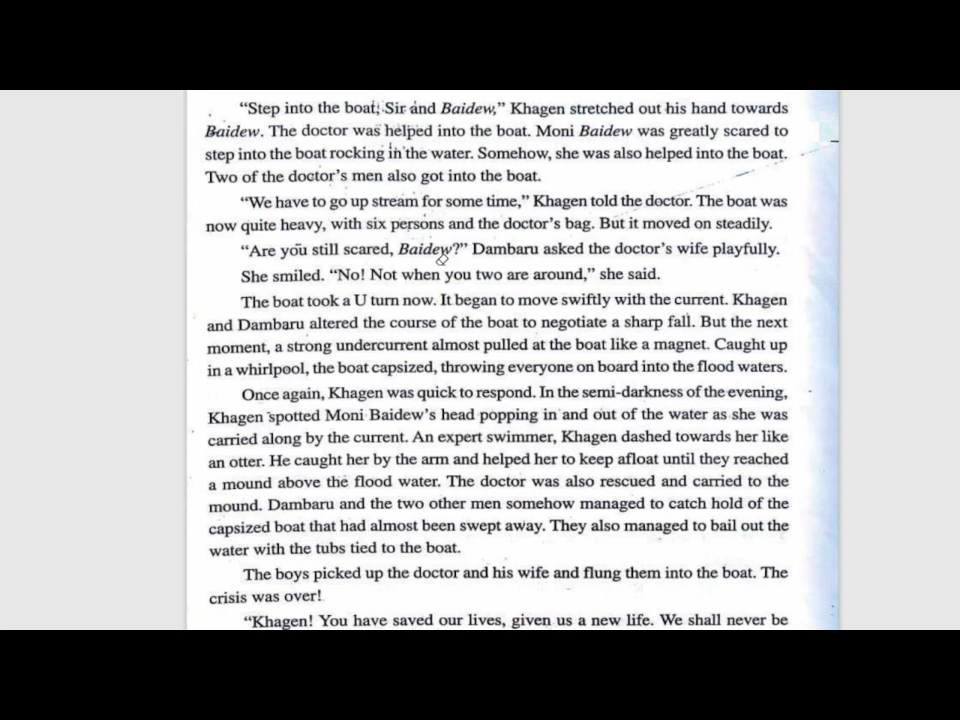 “Step into the boat, Sir and Baidew,” Khagen stretched out his hand towards
Baidew. The doctor was helped into the boat. Moni Baidew was greatly scared to
step into the boat rocking in the water. Somehow, she was also helped into the boat.
Two of the doctor’s men also got into the boat.
“We have to go up stream for some time,” Khagen told the doctor. The boat was
now quite heavy, with six persons and the doctor’s bag. But it moved on steadily.
“Are you still scared, Baidew?” Dambaru asked the doctor’s wife playfully.
She smiled. “No! Not when you two are around,” she said.
The boat took a U turn now. It began to move swiftly with the current. Khagen
and Dambaru altered the course of the boat to negotiate a sharp fall. But the next
moment, a strong undercurrent almost pulled at the boat like a magnet. Caught up
in a whirlpool, the boat capsized, throwing everyone on board into the flood waters.
Once again, Khagen was quick to respond. In the semi-darkness of the evening,
Khagen spotted Moni Baidew’s head popping in and out of the water as she was
carried along by the current. An expert swimmer, Khagen dashed towards her like
an otter. He caught her by the arm and helped her to keep afloat until they reached
a mound above the flood water. The doctor was also rescued and carried to the
mound. Dambaru and the two other men somehow managed to catch hold of the
capsized boat that had almost been swept away. They also managed to bail out the
water with the tubs tied to the boat.
The boys picked up the doctor and his wife and flung them into the boat. The
crisis was over!
“Khagen! You have saved our lives, given us a new life. We shall never be